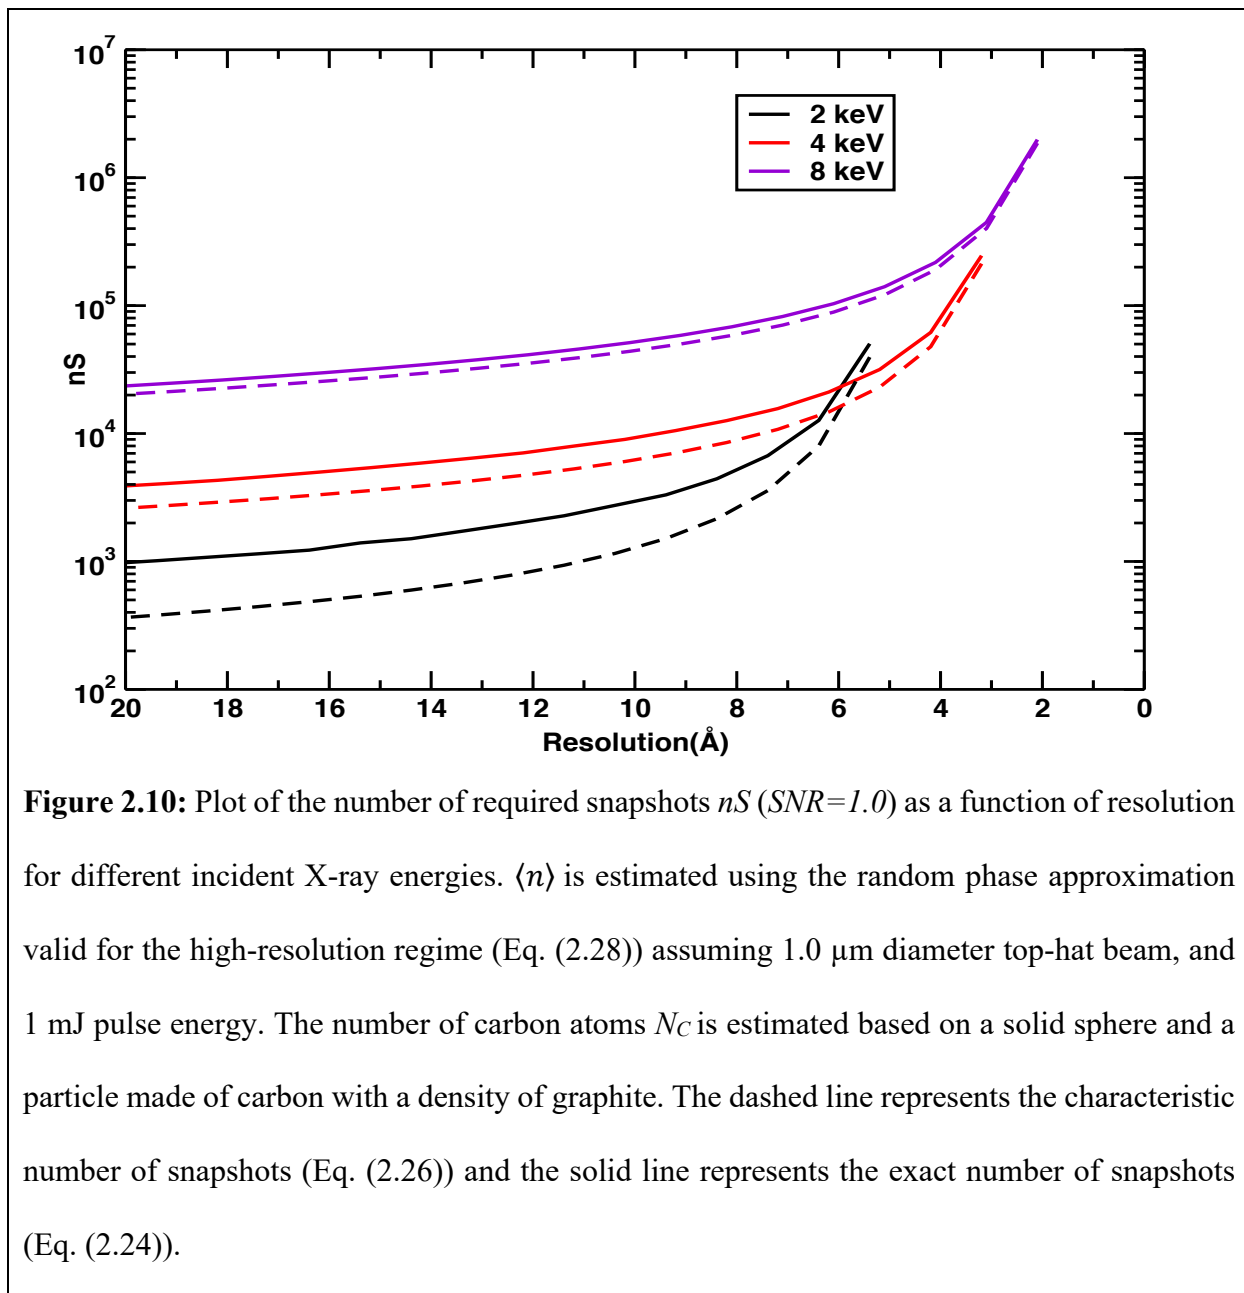 10^7
10^6
10^5
10^4
10^3
10^2
nS
2 keV
4 keV
8 keV
20 18 16 14 12 10 8 6 4 2 0
Resolution(Å)
Figure 2.10: Plot of the number of required snapshots nS (SNR=1.0) as a function of resolution
for different incident X-ray energies. ⟨n⟩ is estimated using the random phase approximation
valid for the high-resolution regime (Eq. (2.28)) assuming 1.0 µm diameter top-hat beam, and
1 mJ pulse energy. The number of carbon atoms N_C is estimated based on a solid sphere and a
particle made of carbon with a density of graphite. The dashed line represents the characteristic
number of snapshots (Eq. (2.26)) and the solid line represents the exact number of snapshots
(Eq. (2.24)).